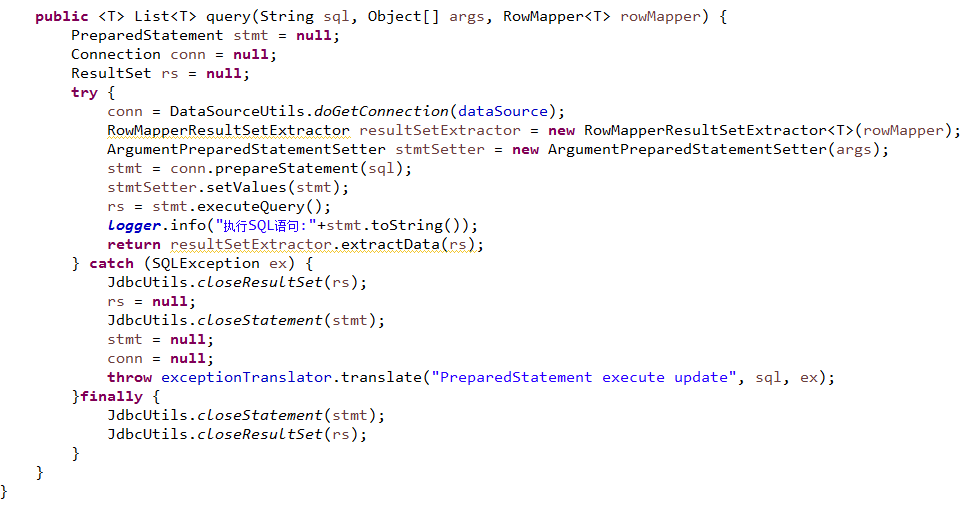 public <T> List<T> query(String sql, Object[] args, RowMapper<T> rowMapper) {
PreparedStatement stmt = null;
Connection conn = null;
ResultSet rs = null;
try {
conn = DataSourceUtils.doGetConnection(dataSource);
RowMapperResultSetExtractor resultSetExtractor = new RowMapperResultSetExtractor<T>(rowMapper);
ArgumentPreparedStatementSetter stmtSetter = new ArgumentPreparedStatementSetter(args);
stmt = conn.prepareStatement(sql);
stmtSetter.setValues(stmt);
rs = stmt.executeQuery();
logger.info("执行SQL语句:"+stmt.toString());
return resultSetExtractor.extractData(rs);
} catch (SQLException ex) {
JdbcUtils.closeResultSet(rs);
rs = null;
JdbcUtils.closeStatement(stmt);
stmt = null;
conn = null;
throw exceptionTranslator.translate("PreparedStatement execute update", sql, ex);
}finally {
JdbcUtils.closeStatement(stmt);
JdbcUtils.closeResultSet(rs);
}
}
}